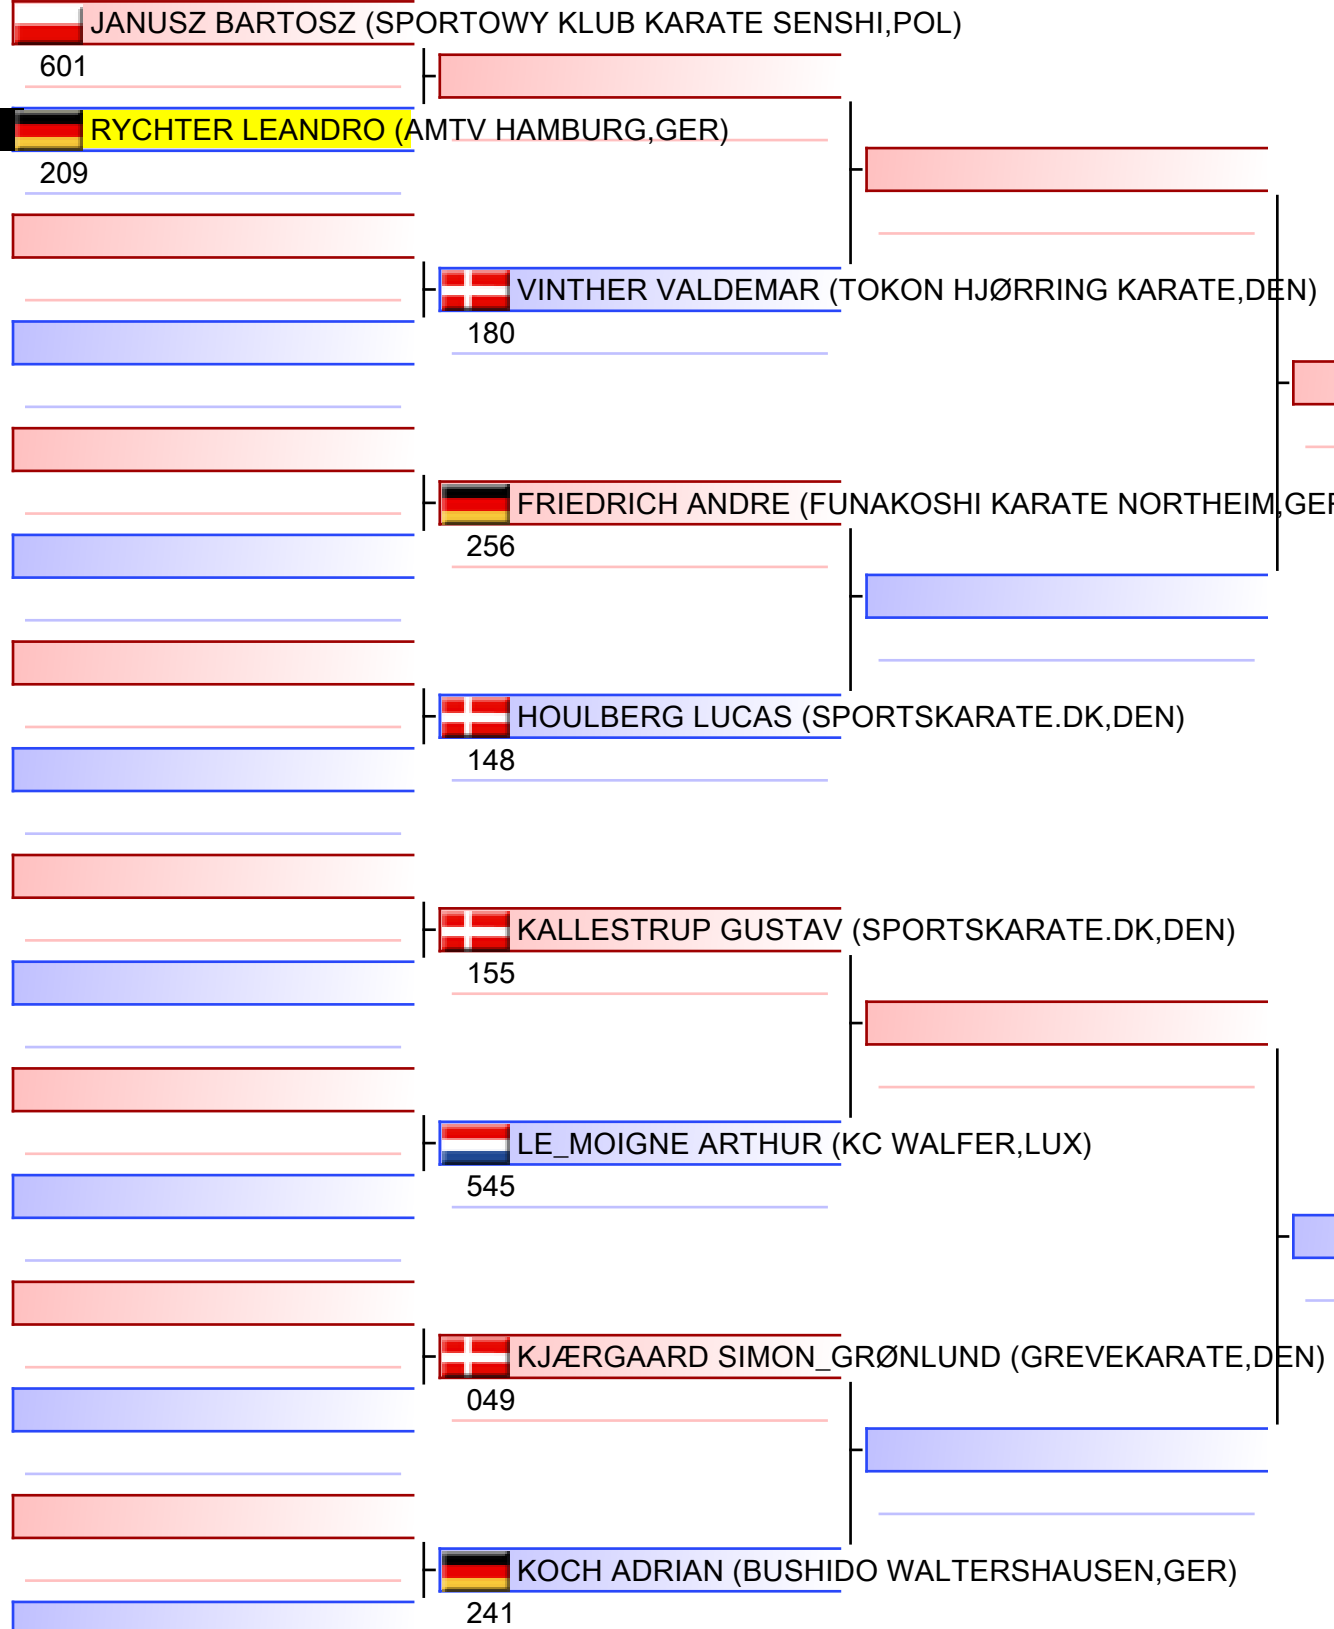 JANUSZ BARTOSZ (SPORTOWY KLUB KARATE SENSHI,POL)
601
RYCHTER LEANDRO (AMTV HAMBURG,GER)
209
VINTHER VALDEMAR (TOKON HJØRRING KARATE,DEN)
180
FRIEDRICH ANDRE (FUNAKOSHI KARATE NORTHEIM,GER
256
HOULBERG LUCAS (SPORTSKARATE.DK,DEN)
148
KALLESTRUP GUSTAV (SPORTSKARATE.DK,DEN)
155
LE_MOIGNE ARTHUR (KC WALFER,LUX)
545
KJÆRGAARD SIMON_GRØNLUND (GREVEKARATE,DEN)
049
KOCH ADRIAN (BUSHIDO WALTERSHAUSEN,GER)
241